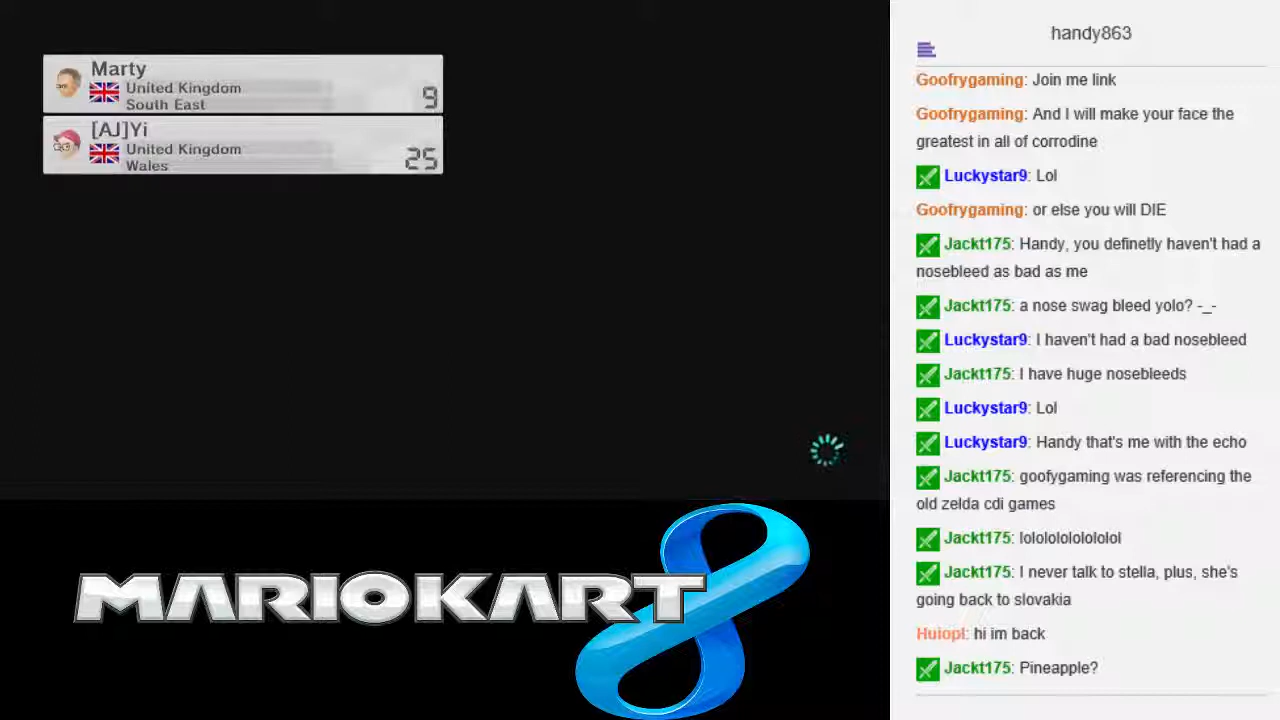 Marty
United Kingdom
South East
9
[AJ]Yi
United Kingdom
Wales
25
MARIOKART 8
handy863
Goofrygaming: Join me link
Goofrygaming: And I will make your face the
greatest in all of corrodine
Luckystar9: Lol
Goofrygaming: or else you will DIE
Jackt175: Handy, you definetly haven't had a
nosebleed as bad as me
Jackt175: a nose swag bleed yolo? -_-
Luckystar9: I haven't had a bad nosebleed
Jackt175: I have huge nosebleeds
Luckystar9: Lol
Luckystar9: Handy that's me with the echo
Jackt175: goofygaming was referencing the
old zelda cdi games
Jackt175: lolololololololol
Jackt175: I never talk to stella, plus, she's
going back to slovakia
Huiopl: hi im back
Jackt175: Pineapple?